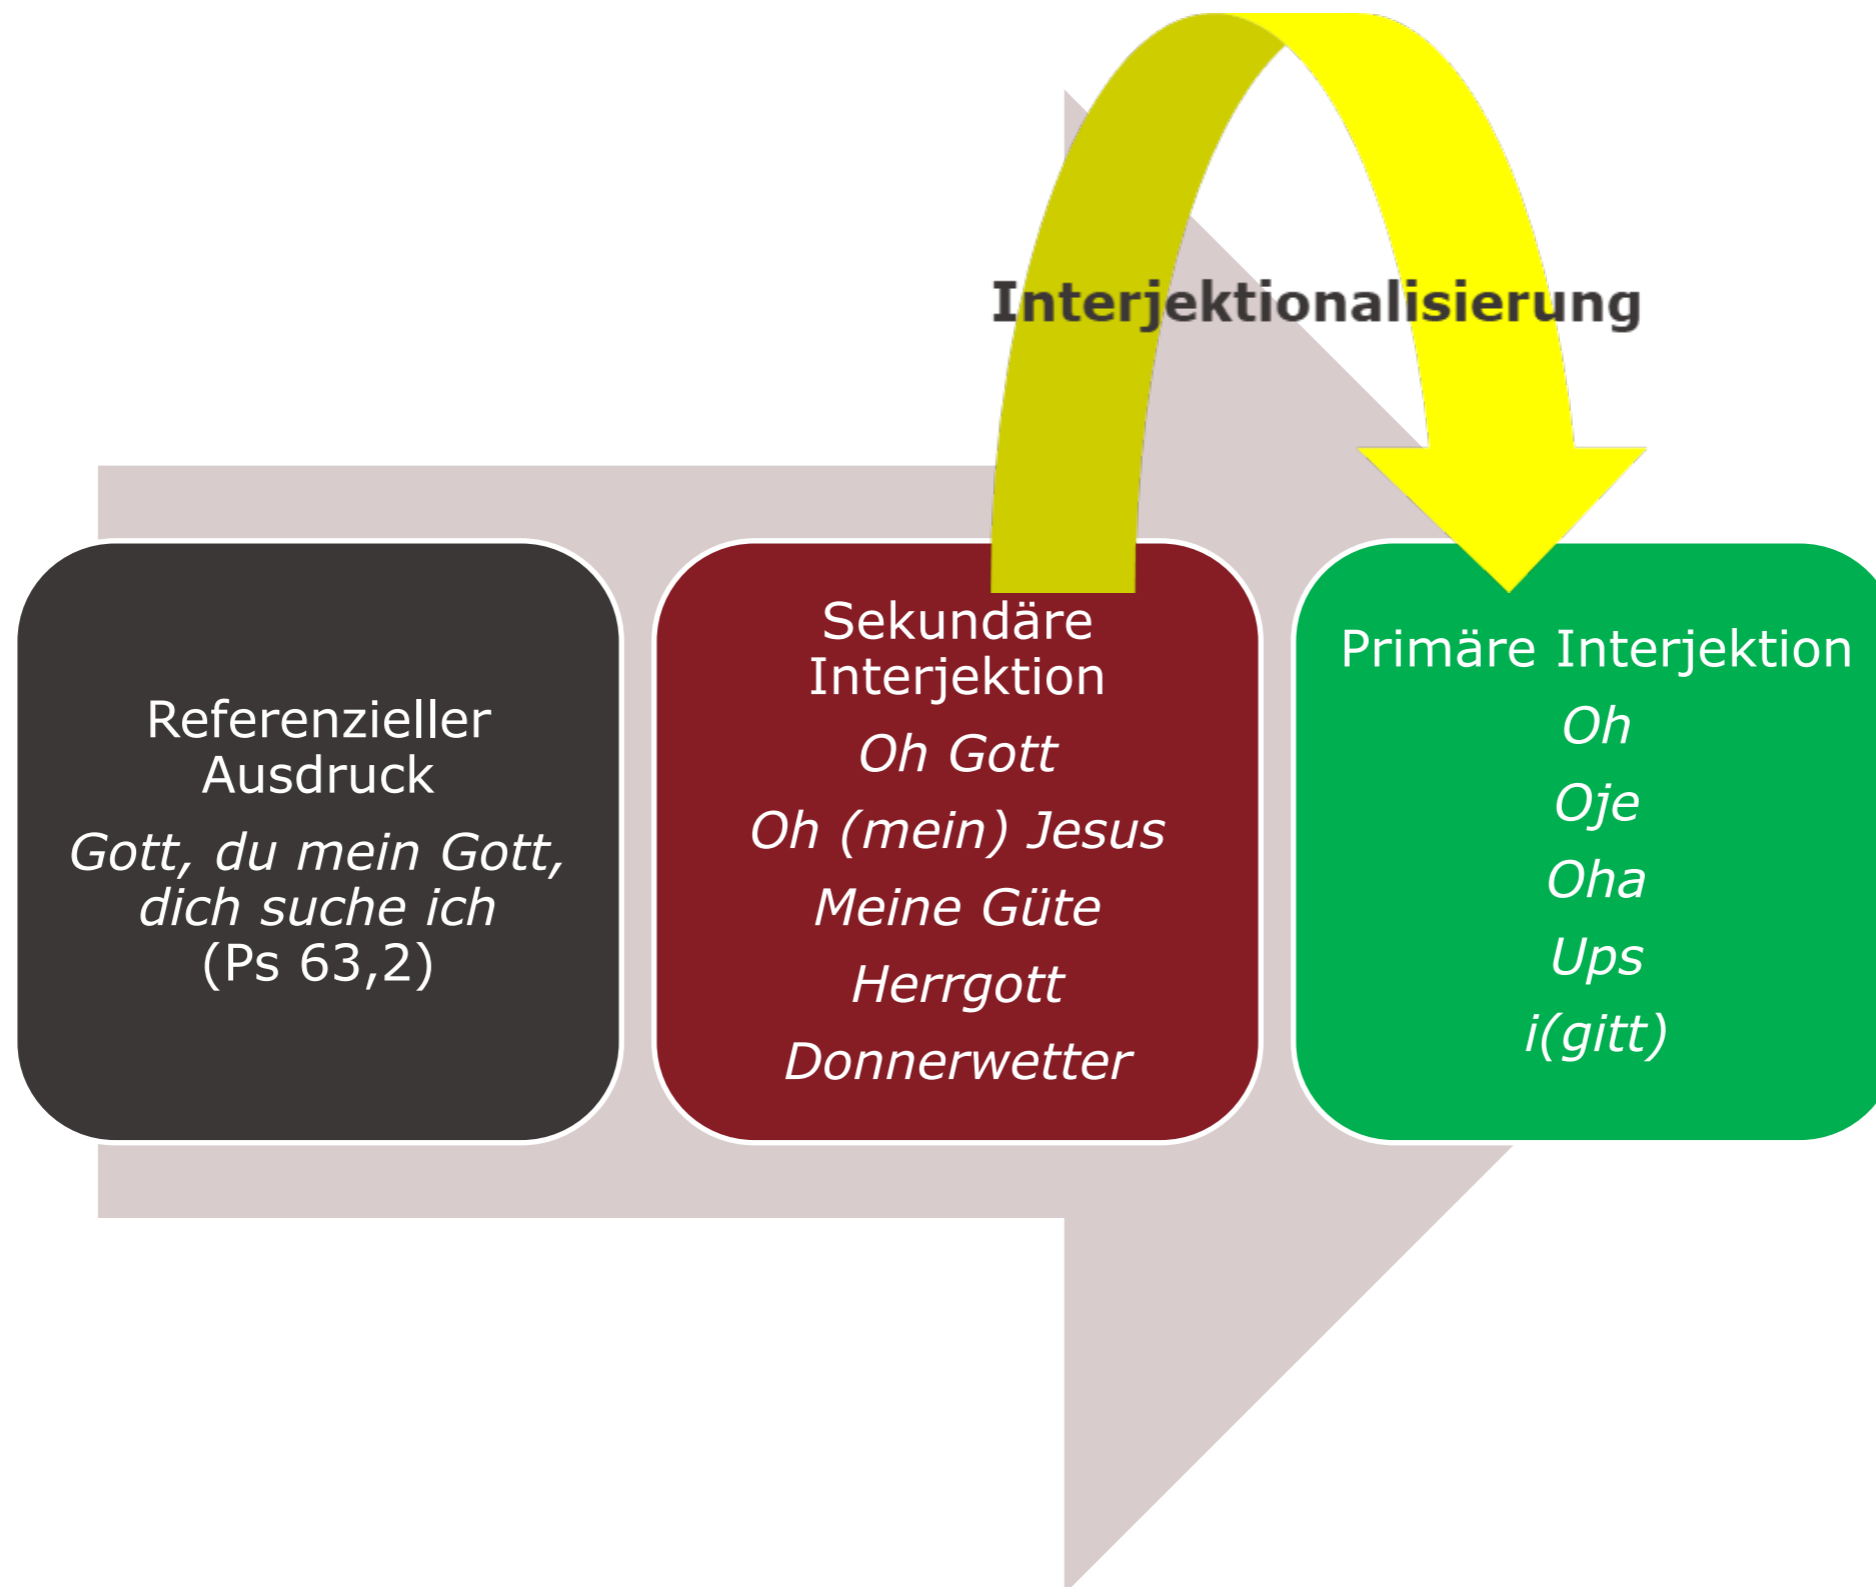 Interjektionalisierung
Referenzieller
Ausdruck
Gott, du mein Gott,
dich suche ich
(Ps 63,2)
Sekundäre
Interjektion
Oh Gott
Oh (mein) Jesus
Meine Güte
Herrgott
Donnerwetter
Primäre Interjektion
Oh
Oje
Oha
Ups
i(gitt)